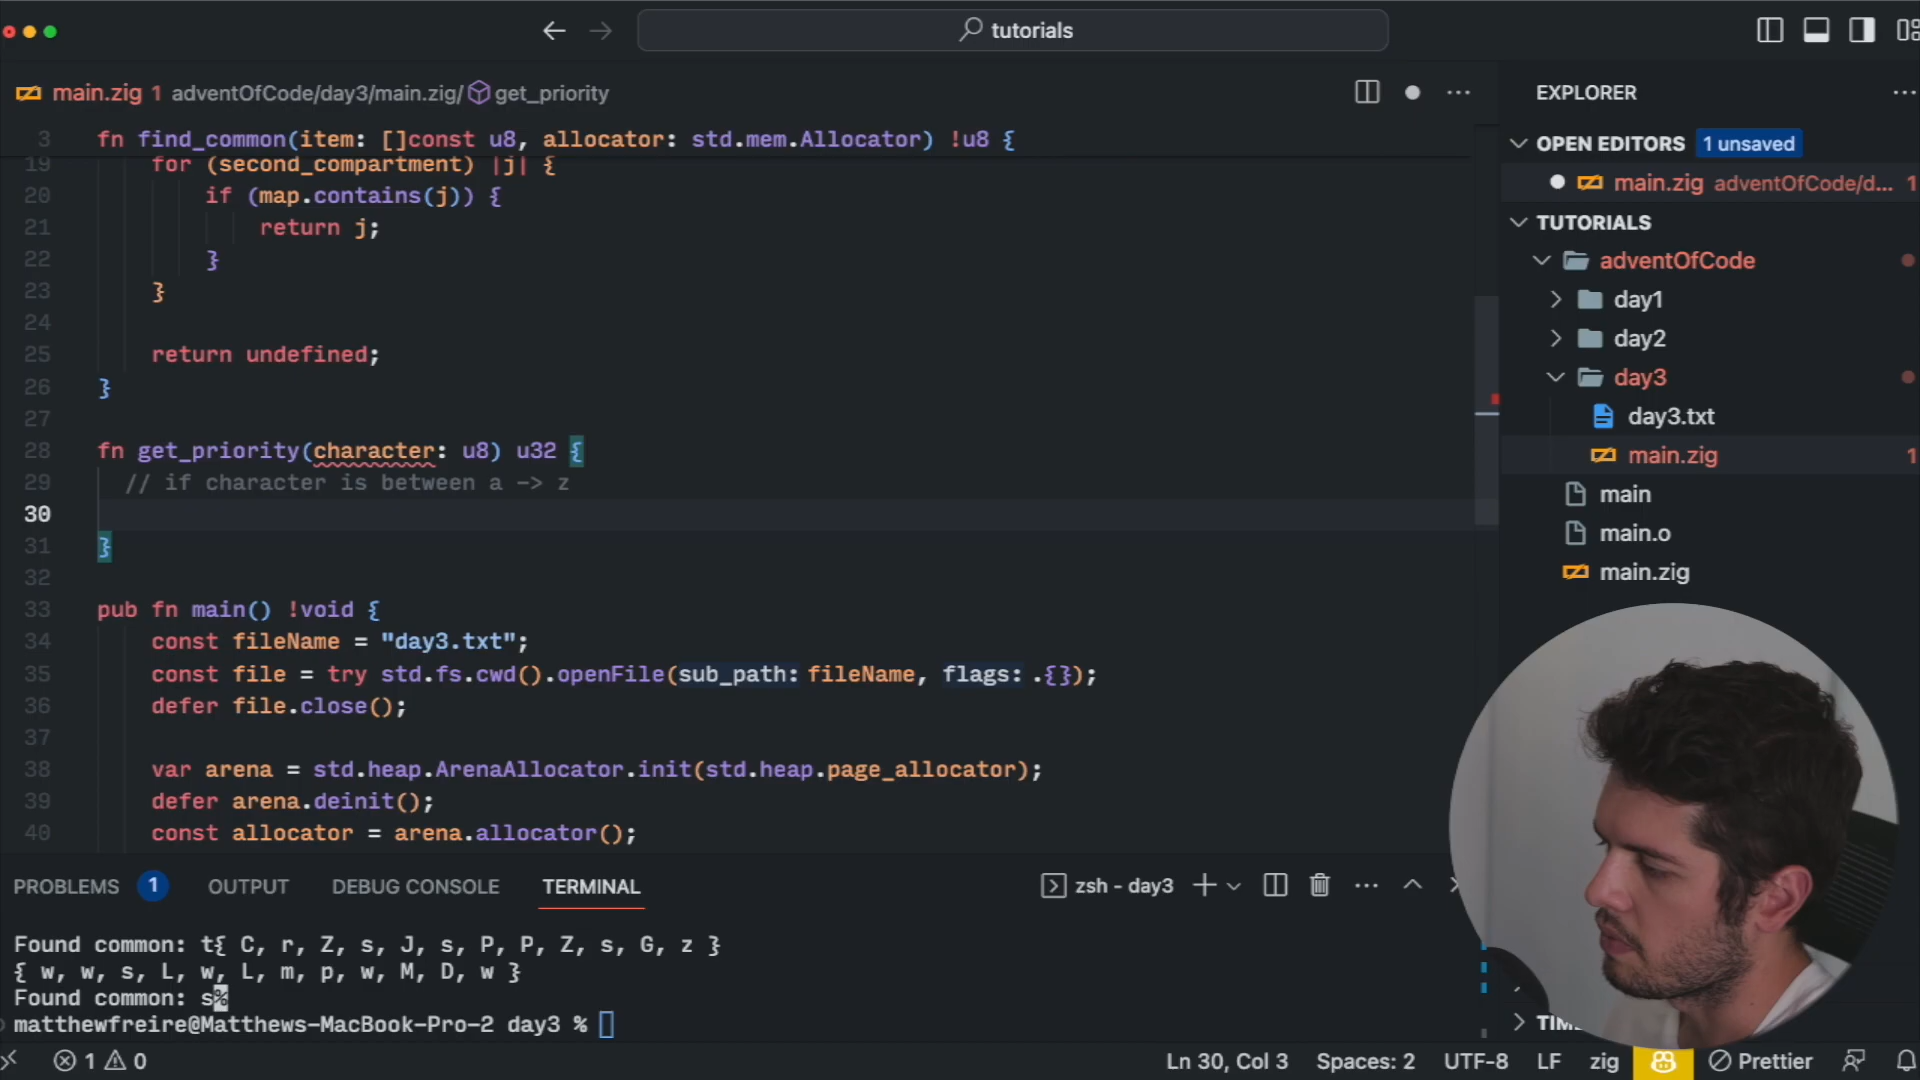 tutorials
main.zig 1 adventOfCode/day3/main.zig/ get_priority
3 fn find_common(item: []const u8, allocator: std.mem.Allocator) !u8 {
19 for (second_compartment) |j| {
20 if (map.contains(j)) {
21 return j;
22 }
23 }
24
25 return undefined;
26 }
27
28 fn get_priority(character: u8) u32 {
29 // if character is between a -> z
30
31 }
32
33 pub fn main() !void {
34 const fileName = "day3.txt";
35 const file = try std.fs.cwd().openFile(sub_path: fileName, flags: .{});
36 defer file.close();
37
38 var arena = std.heap.ArenaAllocator.init(std.heap.page_allocator);
39 defer arena.deinit();
40 const allocator = arena.allocator();
EXPLORER
OPEN EDITORS 1 unsaved
main.zig adventOfCode/d... 1
TUTORIALS
adventOfCode
day1
day2
day3
day3.txt
main.zig 1
main
main.o
main.zig
PROBLEMS 1 OUTPUT DEBUG CONSOLE TERMINAL zsh - day3
Found common: t{ C, r, Z, s, J, s, P, P, Z, s, G, z }
{ w, w, s, L, w, L, m, p, w, M, D, w }
Found common: s%
matthewfreire@Matthews-MacBook-Pro-2 day3 %
1 0 Ln 30, Col 3 Spaces: 2 UTF-8 LF zig Prettier